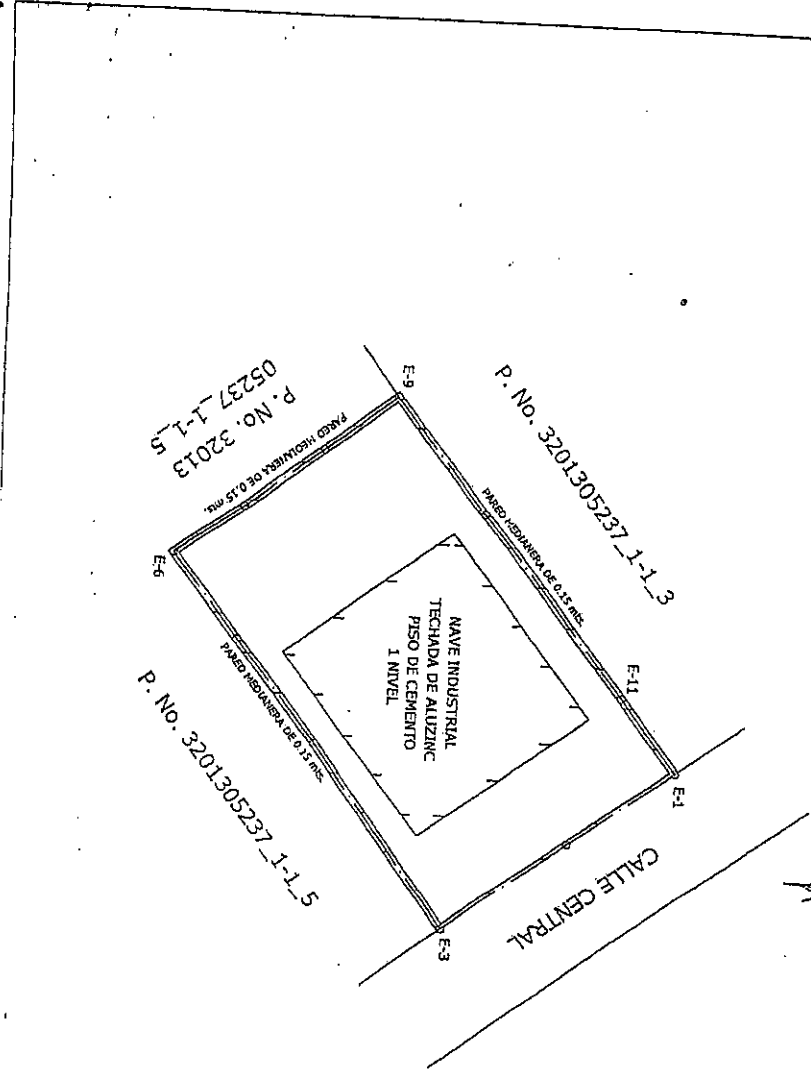 P. No. 3201305237_1-1_3
E-9
PARED MEDIANERA DE 0.15 mts.
P. No. 32013
05237_1-1_5
PARED MEDIANERA DE 0.15 mts.
E-11
NAVE INDUSTRIAL
TECHADA DE ALUZINC
PISO DE CEMENTO
1 NIVEL
E-6
E-1
PARED MEDIANERA DE 0.15 mts.
CALLE CENTRAL
P. No. 3201305237_1-1_5
E-3